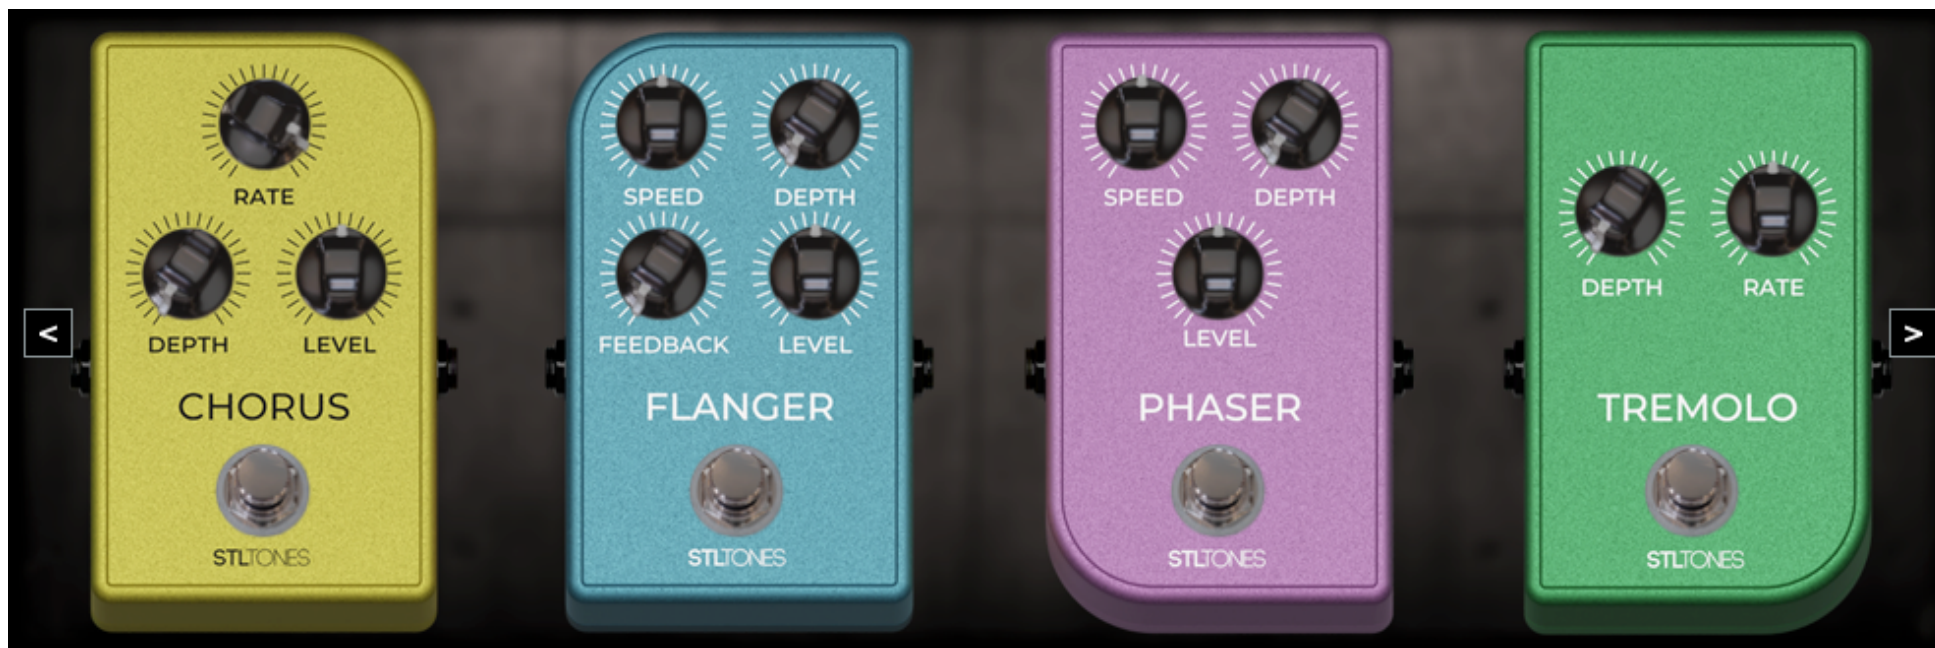 RATE
DEPTH LEVEL
CHORUS
STLTONES
SPEED DEPTH
FEEDBACK LEVEL
FLANGER
STLTONES
SPEED DEPTH
LEVEL
PHASER
STLTONES
DEPTH RATE
TREMOLO
STLTONES
<
>